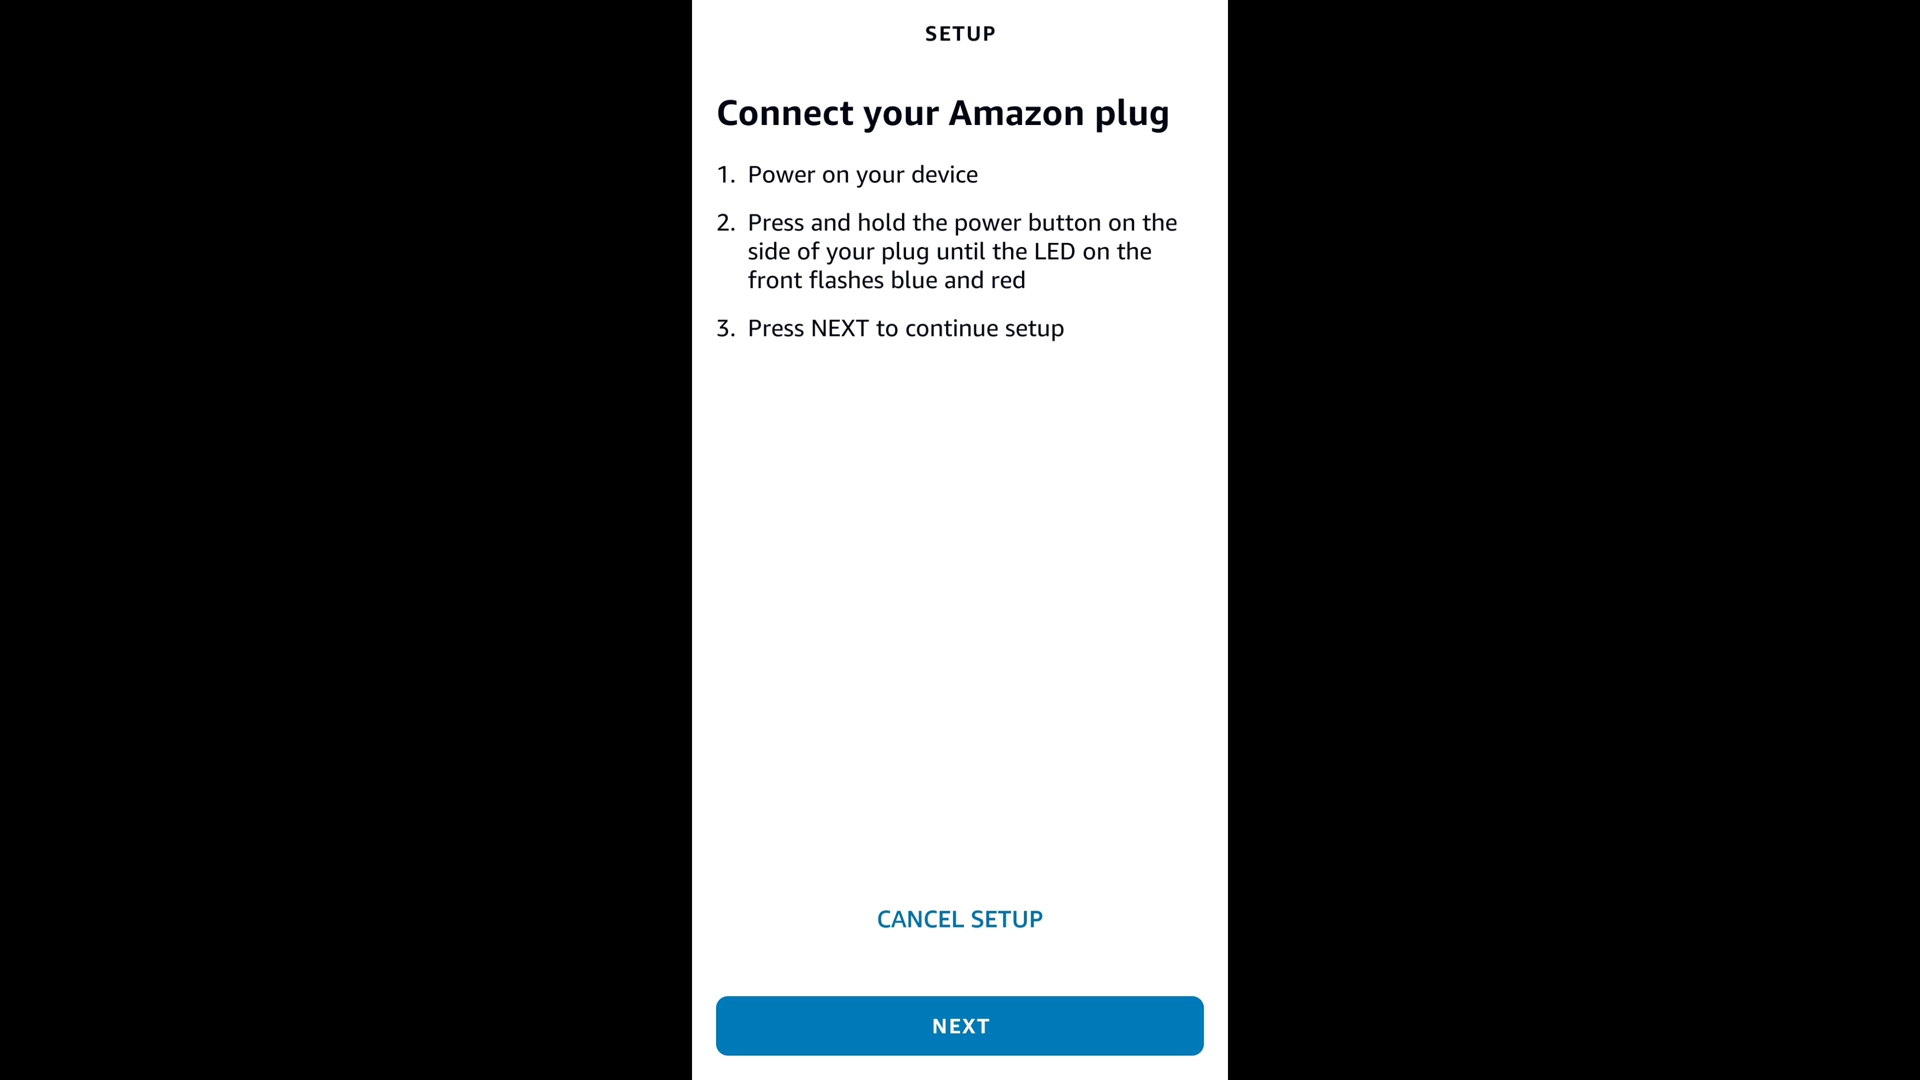 SETUP
Connect your Amazon plug
1. Power on your device
2. Press and hold the power button on the
side of your plug until the LED on the
front flashes blue and red
3. Press NEXT to continue setup
CANCEL SETUP
NEXT